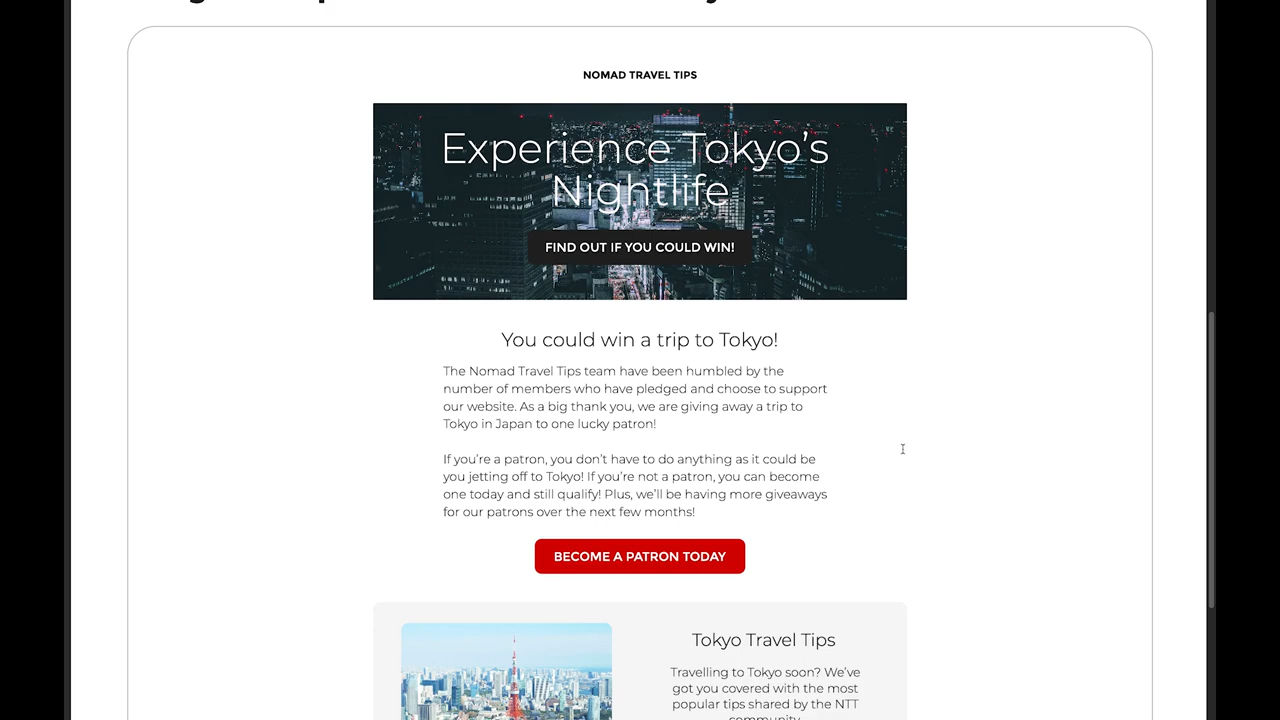 NOMAD TRAVEL TIPS
Experience Tokyo's
Nightlife
FIND OUT IF YOU COULD WIN!
You could win a trip to Tokyo!
The Nomad Travel Tips team have been humbled by the
number of members who have pledged and choose to support
our website. As a big thank you, we are giving away a trip to
Tokyo in Japan to one lucky patron!
If you're a patron, you don't have to do anything as it could be
you jetting off to Tokyo! If you're not a patron, you can become
one today and still qualify! Plus, we'll be having more giveaways
for our patrons over the next few months!
BECOME A PATRON TODAY
Tokyo Travel Tips
Travelling to Tokyo soon? We've
got you covered with the most
popular tips shared by the NTT
community